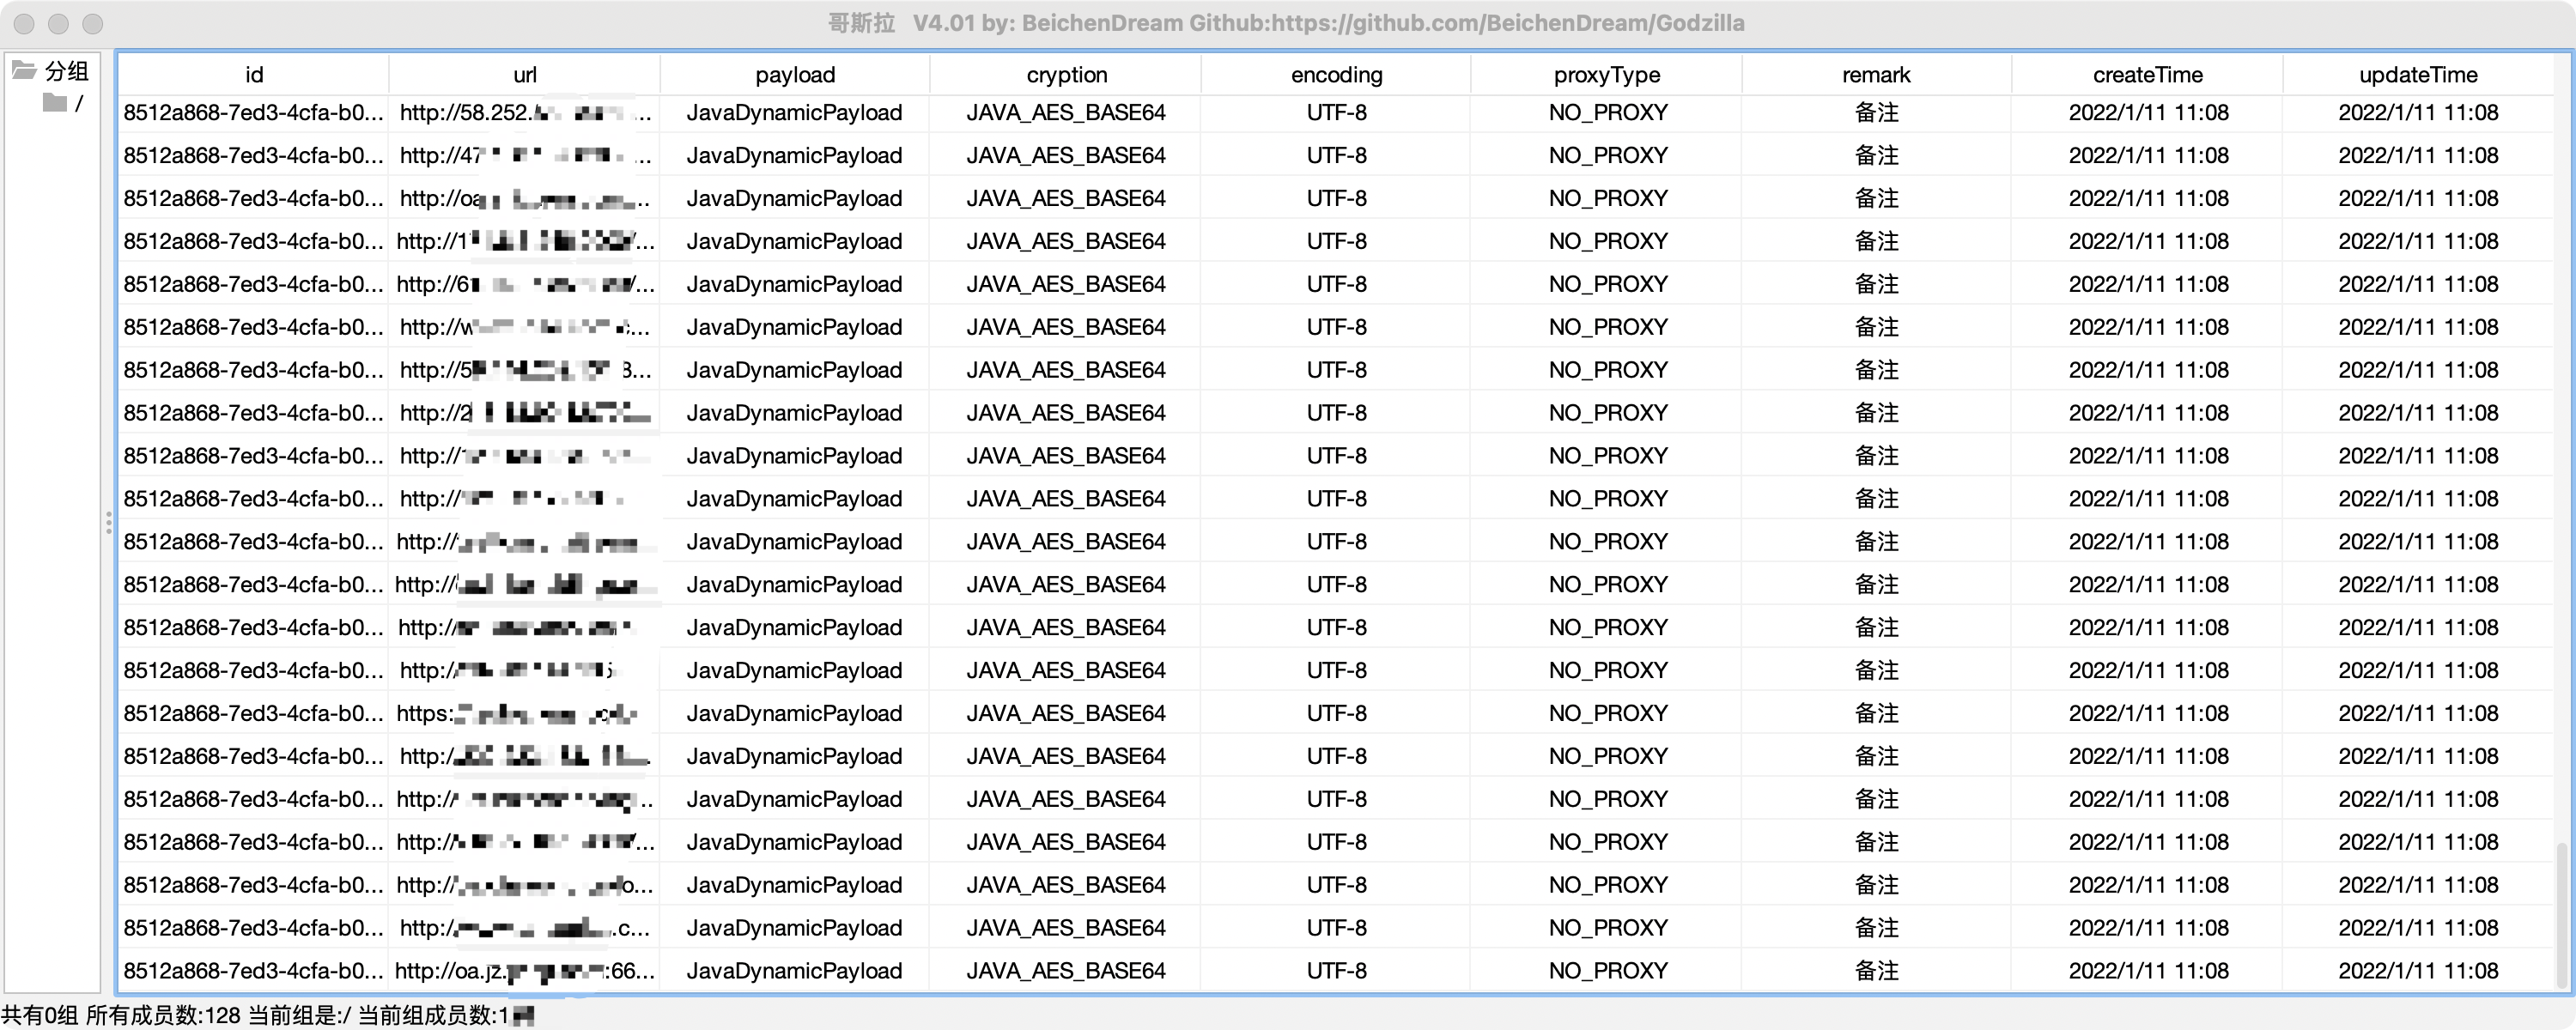 哥斯拉 V4.01 by: BeichenDream Github:https://github.com/BeichenDream/Godzilla
分组
/
id url payload cryption encoding proxyType remark createTime updateTime
8512a868-7ed3-4cfa-b0... http://58.252. ... JavaDynamicPayload JAVA_AES_BASE64 UTF-8 NO_PROXY 备注 2022/1/11 11:08 2022/1/11 11:08
8512a868-7ed3-4cfa-b0... http://47 ... JavaDynamicPayload JAVA_AES_BASE64 UTF-8 NO_PROXY 备注 2022/1/11 11:08 2022/1/11 11:08
8512a868-7ed3-4cfa-b0... http://oa .. JavaDynamicPayload JAVA_AES_BASE64 UTF-8 NO_PROXY 备注 2022/1/11 11:08 2022/1/11 11:08
8512a868-7ed3-4cfa-b0... http://1 /... JavaDynamicPayload JAVA_AES_BASE64 UTF-8 NO_PROXY 备注 2022/1/11 11:08 2022/1/11 11:08
8512a868-7ed3-4cfa-b0... http://6 /... JavaDynamicPayload JAVA_AES_BASE64 UTF-8 NO_PROXY 备注 2022/1/11 11:08 2022/1/11 11:08
8512a868-7ed3-4cfa-b0... http://w ... JavaDynamicPayload JAVA_AES_BASE64 UTF-8 NO_PROXY 备注 2022/1/11 11:08 2022/1/11 11:08
8512a868-7ed3-4cfa-b0... http://5 ... JavaDynamicPayload JAVA_AES_BASE64 UTF-8 NO_PROXY 备注 2022/1/11 11:08 2022/1/11 11:08
8512a868-7ed3-4cfa-b0... http://2 JavaDynamicPayload JAVA_AES_BASE64 UTF-8 NO_PROXY 备注 2022/1/11 11:08 2022/1/11 11:08
8512a868-7ed3-4cfa-b0... http:// JavaDynamicPayload JAVA_AES_BASE64 UTF-8 NO_PROXY 备注 2022/1/11 11:08 2022/1/11 11:08
8512a868-7ed3-4cfa-b0... http:// JavaDynamicPayload JAVA_AES_BASE64 UTF-8 NO_PROXY 备注 2022/1/11 11:08 2022/1/11 11:08
8512a868-7ed3-4cfa-b0... http:// JavaDynamicPayload JAVA_AES_BASE64 UTF-8 NO_PROXY 备注 2022/1/11 11:08 2022/1/11 11:08
8512a868-7ed3-4cfa-b0... http:// JavaDynamicPayload JAVA_AES_BASE64 UTF-8 NO_PROXY 备注 2022/1/11 11:08 2022/1/11 11:08
8512a868-7ed3-4cfa-b0... http:/ JavaDynamicPayload JAVA_AES_BASE64 UTF-8 NO_PROXY 备注 2022/1/11 11:08 2022/1/11 11:08
8512a868-7ed3-4cfa-b0... http:/ JavaDynamicPayload JAVA_AES_BASE64 UTF-8 NO_PROXY 备注 2022/1/11 11:08 2022/1/11 11:08
8512a868-7ed3-4cfa-b0... https: JavaDynamicPayload JAVA_AES_BASE64 UTF-8 NO_PROXY 备注 2022/1/11 11:08 2022/1/11 11:08
8512a868-7ed3-4cfa-b0... http:/ JavaDynamicPayload JAVA_AES_BASE64 UTF-8 NO_PROXY 备注 2022/1/11 11:08 2022/1/11 11:08
8512a868-7ed3-4cfa-b0... http:/ .. JavaDynamicPayload JAVA_AES_BASE64 UTF-8 NO_PROXY 备注 2022/1/11 11:08 2022/1/11 11:08
8512a868-7ed3-4cfa-b0... http:/ ... JavaDynamicPayload JAVA_AES_BASE64 UTF-8 NO_PROXY 备注 2022/1/11 11:08 2022/1/11 11:08
8512a868-7ed3-4cfa-b0... http:// o... JavaDynamicPayload JAVA_AES_BASE64 UTF-8 NO_PROXY 备注 2022/1/11 11:08 2022/1/11 11:08
8512a868-7ed3-4cfa-b0... http:/ .c... JavaDynamicPayload JAVA_AES_BASE64 UTF-8 NO_PROXY 备注 2022/1/11 11:08 2022/1/11 11:08
8512a868-7ed3-4cfa-b0... http://oa.jz. :66... JavaDynamicPayload JAVA_AES_BASE64 UTF-8 NO_PROXY 备注 2022/1/11 11:08 2022/1/11 11:08
共有0组 所有成员数:128 当前组是:/ 当前组成员数:1